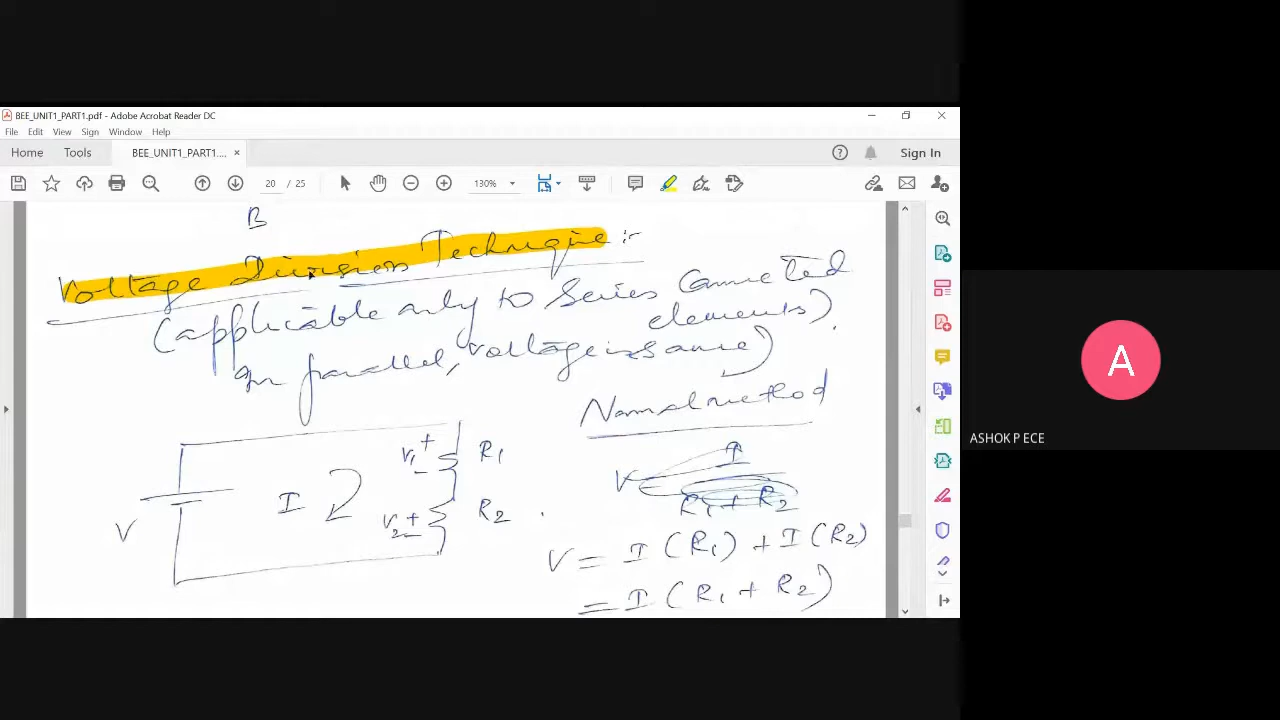 BEE_UNIT1_PART1.pdf - Adobe Acrobat Reader DC
File Edit View Sign Window Help
Home Tools BEE_UNIT1_PART1.... × Sign In
20 / 25 130%
B
Voltage Division Technique :-
(applicable only to Series Connected
elements)
In parallel, voltage is same)
Normal method
V I
R1 + R2
V I V1 + - R1
V2 + - R2
V = I (R1) + I (R2)
= I (R1 + R2)
A
ASHOK P ECE